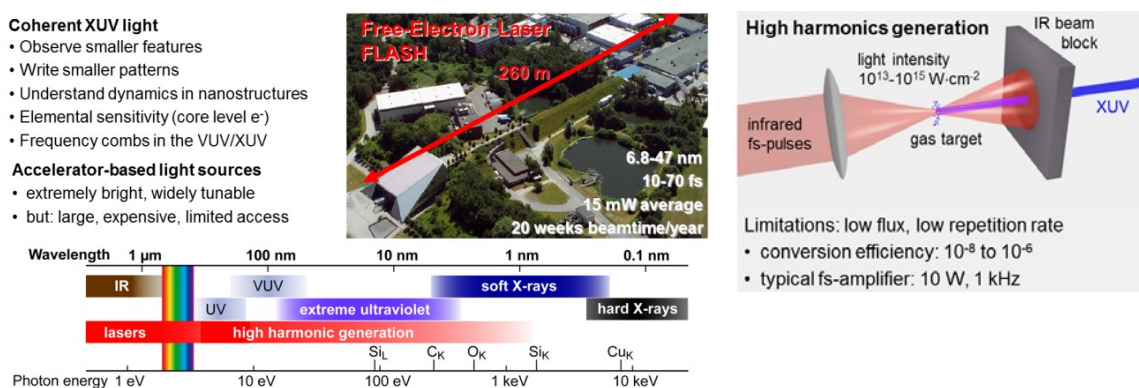 Coherent XUV light
• Observe smaller features
• Write smaller patterns
• Understand dynamics in nanostructures
• Elemental sensitivity (core level e-)
• Frequency combs in the VUV/XUV
Accelerator-based light sources
• extremely bright, widely tunable
• but: large, expensive, limited access
Free-Electron Laser
FLASH
260 m
6.8-47 nm
10-70 fs
15 mW average
20 weeks beamtime/year
High harmonics generation
IR beam
block
light intensity
10¹³-10¹⁵ W·cm⁻²
XUV
infrared
fs-pulses
gas target
Limitations: low flux, low repetition rate
• conversion efficiency: 10⁻⁸ to 10⁻⁶
• typical fs-amplifier: 10 W, 1 kHz
Wavelength 1 µm 100 nm 10 nm 1 nm 0.1 nm
IR VUV soft X-rays
UV extreme ultraviolet hard X-rays
lasers high harmonic generation
Si_L C_K O_K Si_K Cu_K
Photon energy 1 eV 10 eV 100 eV 1 keV 10 keV